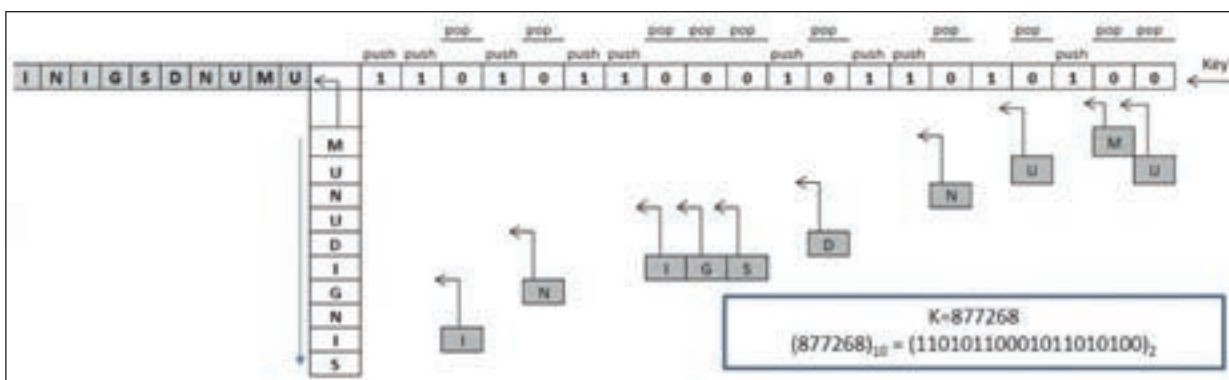 pop pop pop pop pop pop pop pop pop pop
push push push push push push push push push
I N I G S D N U M U 1 1 0 1 0 1 1 0 0 0 1 0 1 1 0 1 0 1 0 0 Key
M
U
N
U
D
I
G
N
I
S
M
U U
N
D
I G S
N
I
K=877268
(877268)10 = (11010110001011010100)2